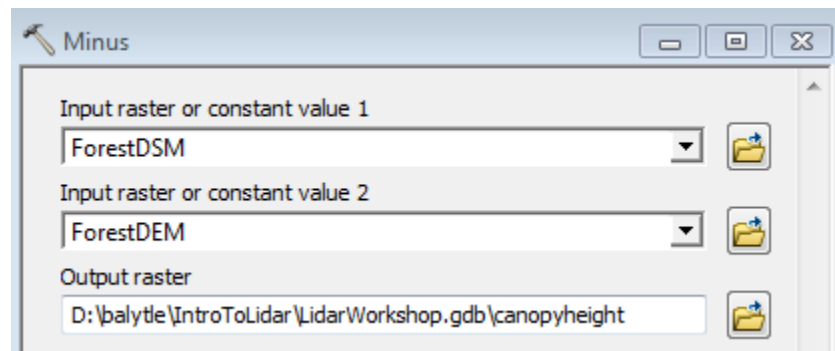 Minus
Input raster or constant value 1
ForestDSM
Input raster or constant value 2
ForestDEM
Output raster
D:\balytle\IntroToLidar\LidarWorkshop.gdb\canopyheight